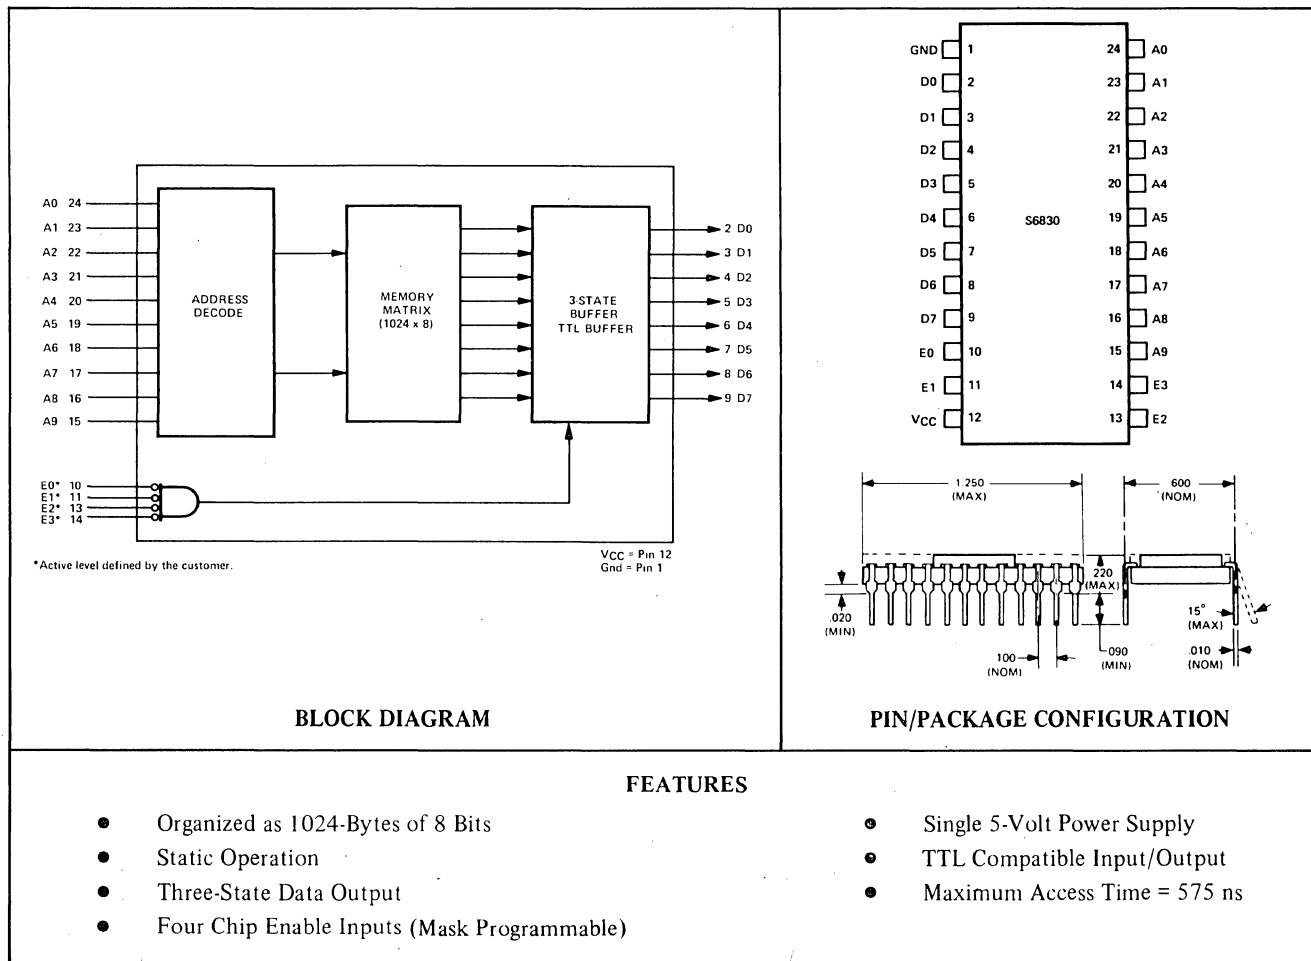 A0 24
A1 23
A2 22
A3 21
A4 20
A5 19
A6 18
A7 17
A8 16
A9 15
ADDRESS
DECODE
MEMORY
MATRIX
(1024 x 8)
3-STATE
BUFFER
TTL BUFFER
2 D0
3 D1
4 D2
5 D3
6 D4
7 D5
8 D6
9 D7
E0* 10
E1* 11
E2* 13
E3* 14
*Active level defined by the customer.
VCC = Pin 12
Gnd = Pin 1
BLOCK DIAGRAM
GND 1 24 A0
D0 2 23 A1
D1 3 22 A2
D2 4 21 A3
D3 5 20 A4
D4 6 S6830 19 A5
D5 7 18 A6
D6 8 17 A7
D7 9 16 A8
E0 10 15 A9
E1 11 14 E3
VCC 12 13 E2
1.250
(MAX)
600
(NOM)
220
(MAX)
.020
(MIN)
15°
(MAX)
100
(NOM)
.090
(MIN)
.010
(NOM)
PIN/PACKAGE CONFIGURATION
FEATURES
● Organized as 1024-Bytes of 8 Bits
● Static Operation
● Three-State Data Output
● Four Chip Enable Inputs (Mask Programmable)
● Single 5-Volt Power Supply
● TTL Compatible Input/Output
● Maximum Access Time = 575 ns